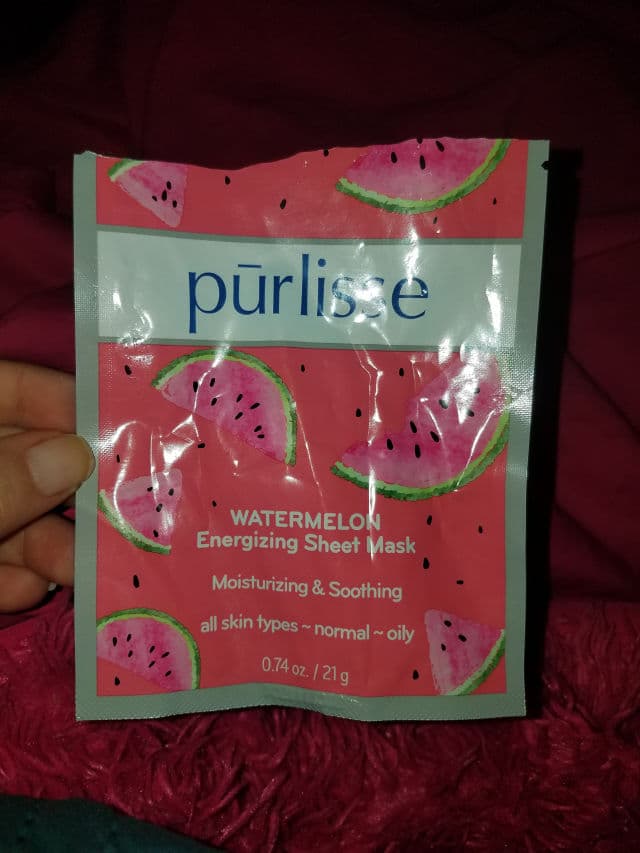 pūrlisse
WATERMELON
Energizing Sheet Mask
Moisturizing & Soothing
all skin types ~ normal ~ oily
0.74 oz. / 21 g